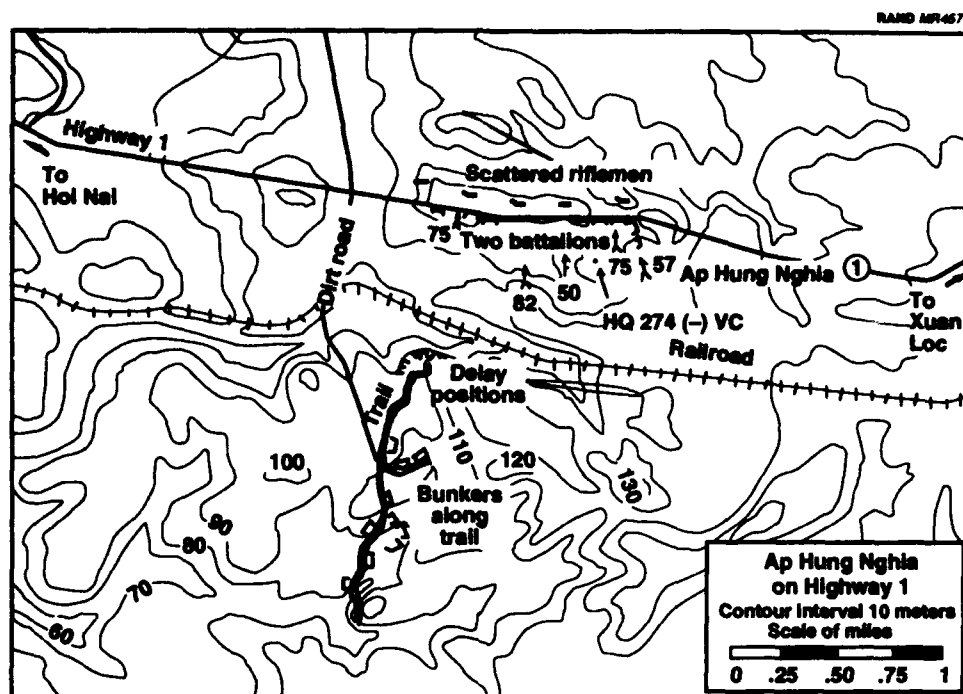 RAND MR467
Highway 1
To
Hoi Nai
Dirt road
Scattered riflemen
75
Two battalions
75
57
50
82
Ap Hung Nghia
1
To
Xuan
Loc
HQ 274 (–) VC
Railroad
Trail
Delay
positions
110
120
130
100
90
80
70
60
Bunkers
along
trail
Ap Hung Nghia
on Highway 1
Contour interval 10 meters
Scale of miles
0 .25 .50 .75 1